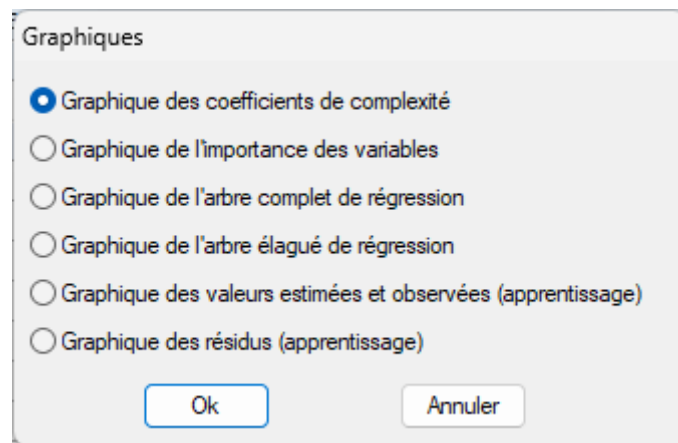 Graphiques
Graphique des coefficients de complexité
Graphique de l'importance des variables
Graphique de l'arbre complet de régression
Graphique de l'arbre élagué de régression
Graphique des valeurs estimées et observées (apprentissage)
Graphique des résidus (apprentissage)
Ok Annuler